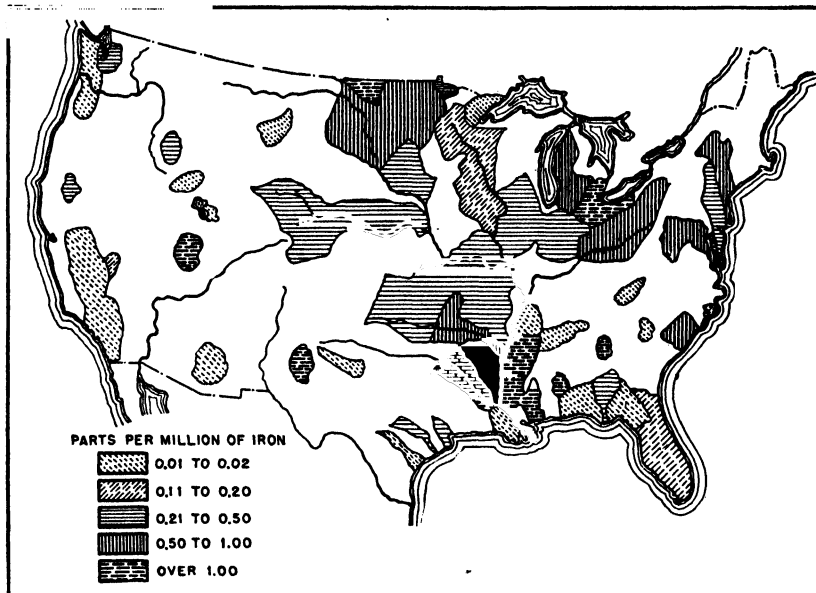 PARTS PER MILLION OF IRON
0.01 TO 0.02
0.11 TO 0.20
0.21 TO 0.50
0.50 TO 1.00
OVER 1.00